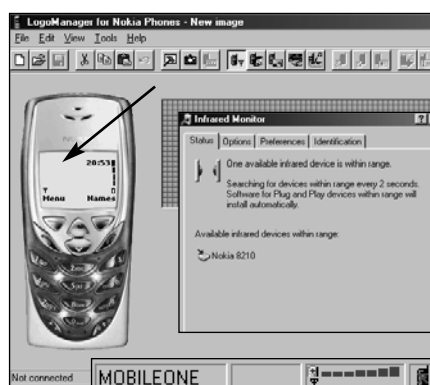 LogoManager for Nokia Phones - New image
File Edit View Tools Help
20:53
Menu Names
Infrared Monitor
Status Options Preferences Identification
One available infrared device is within range.
Searching for devices within range every 2 seconds.
Software for Plug and Play devices within range will
install automatically.
Available infrared devices within range:
Nokia 8210
Not connected
MOBILEONE